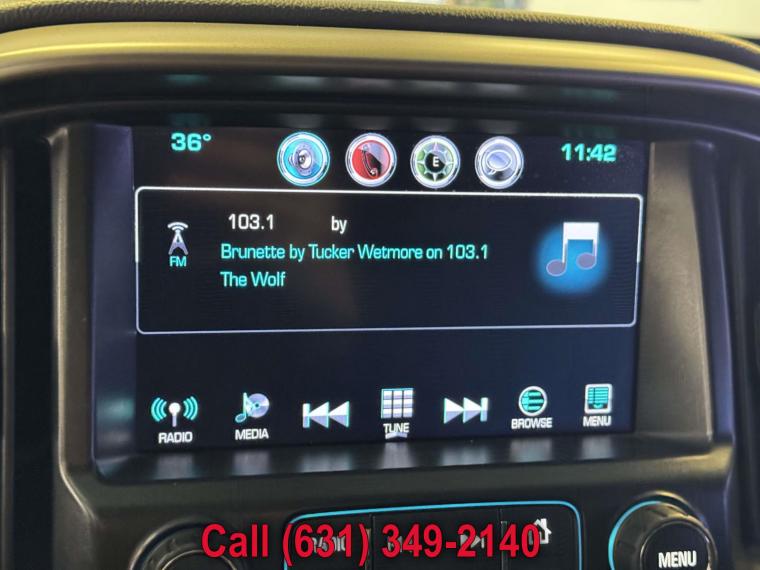 36°
E
11:42
103.1 by
FM
Brunette by Tucker Wetmore on 103.1
The Wolf
RADIO
MEDIA
TUNE
BROWSE
MENU
Call (631) 349-2140
RADIO
MENU